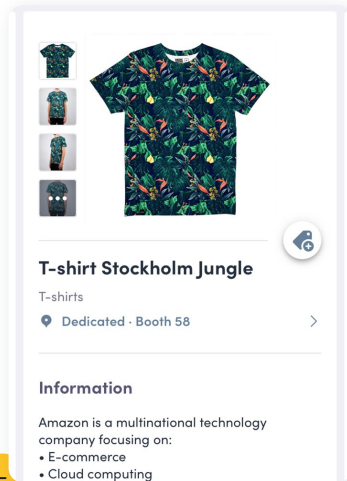 T-shirt Stockholm Jungle
T-shirts
Dedicated · Booth 58
Information
Amazon is a multinational technology
company focusing on:
• E-commerce
• Cloud computing